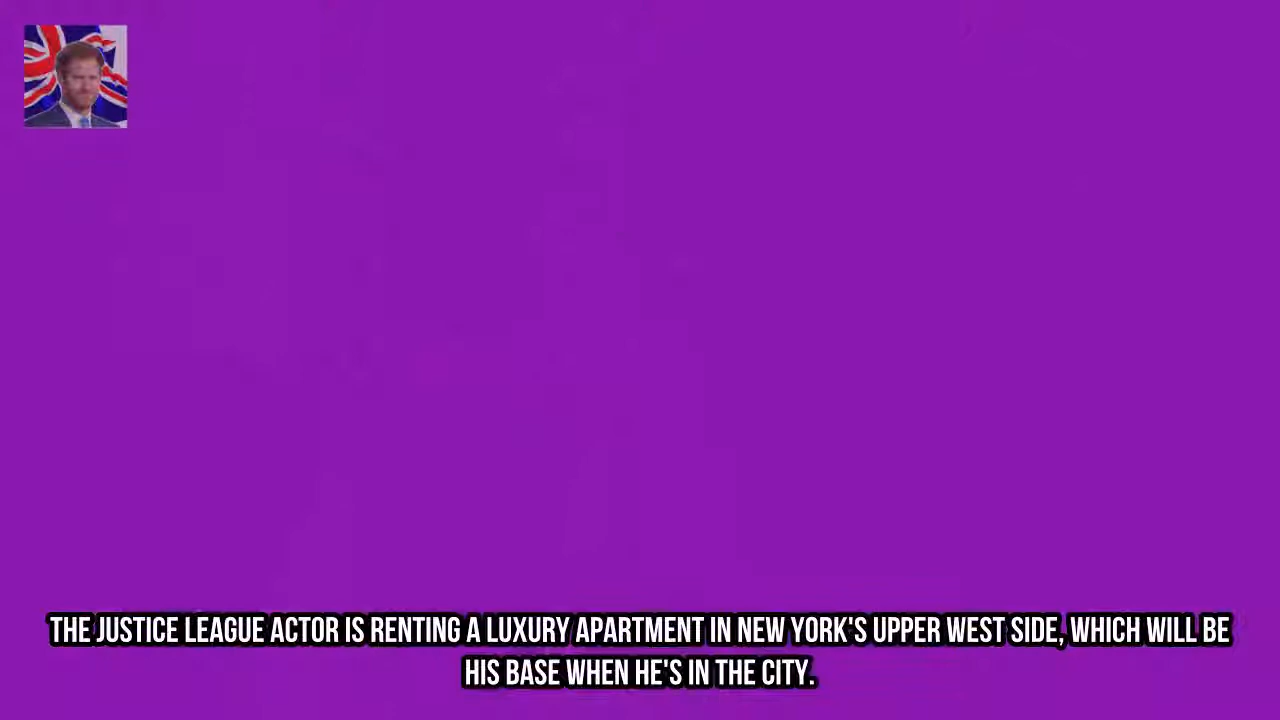 THE JUSTICE LEAGUE ACTOR IS RENTING A LUXURY APARTMENT IN NEW YORK'S UPPER WEST SIDE, WHICH WILL BE
HIS BASE WHEN HE'S IN THE CITY.